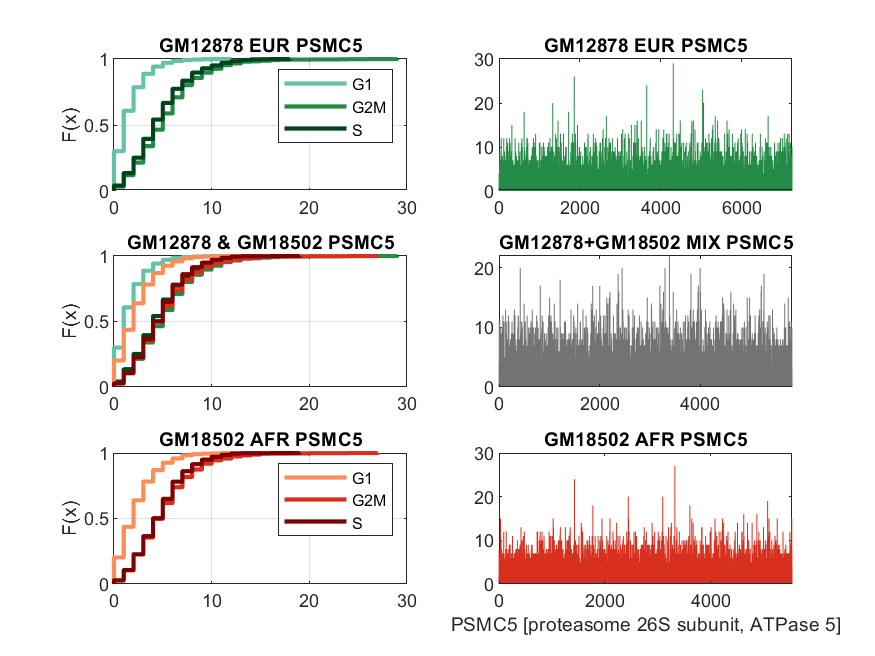 GM12878 EUR PSMC5
1
0.5
0
F(x)
0 10 20 30
G1
G2M
S
GM12878 EUR PSMC5
30
20
10
0
2000 4000 6000
GM12878 & GM18502 PSMC5
1
0.5
0
F(x)
0 10 20 30
GM12878+GM18502 MIX PSMC5
20
10
0
0 2000 4000
GM18502 AFR PSMC5
1
0.5
0
F(x)
0 10 20 30
G1
G2M
S
GM18502 AFR PSMC5
30
20
10
0
0 2000 4000
PSMC5 [proteasome 26S subunit, ATPase 5]